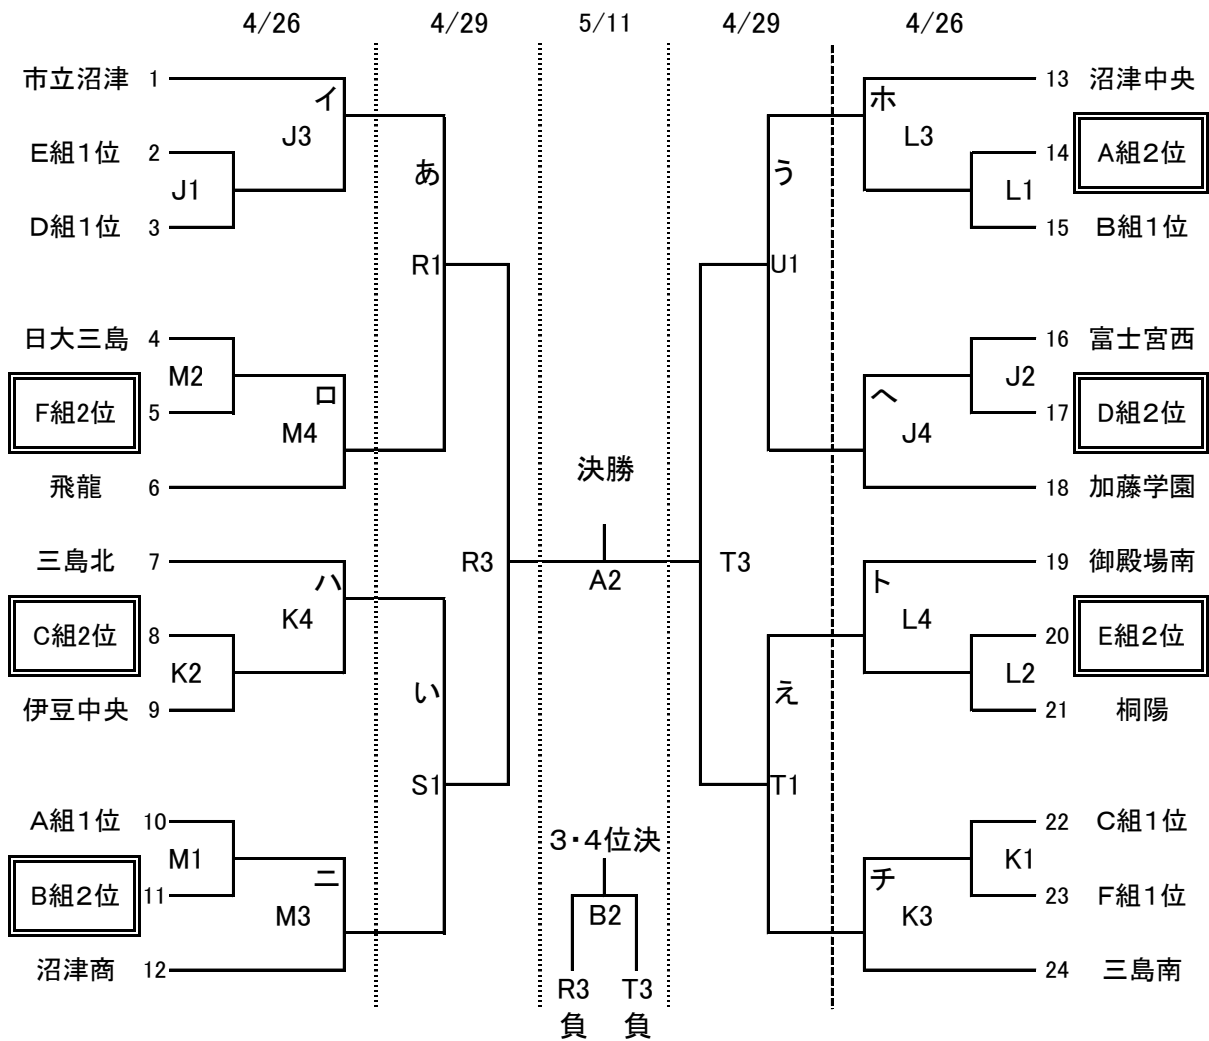 4/26 4/29 5/11 4/29 4/26
市立沼津 1
イ
J3
E組1位 2
J1
D組1位 3
あ
R1
日大三島 4
M2
F組2位 5
ロ
M4
飛龍 6
三島北 7
ハ
K4
C組2位 8
K2
伊豆中央 9
い
S1
A組1位 10
M1
B組2位 11
ニ
M3
沼津商 12
R3
決勝
A2
T3
3・4位決
B2
R3 T3
負 負
13 沼津中央
ホ
L3
14 A組2位
L1
15 B組1位
う
U1
16 富士宮西
J2
17 D組2位
ヘ
J4
18 加藤学園
19 御殿場南
ト
L4
20 E組2位
L2
21 桐陽
え
T1
22 C組1位
K1
23 F組1位
チ
K3
24 三島南